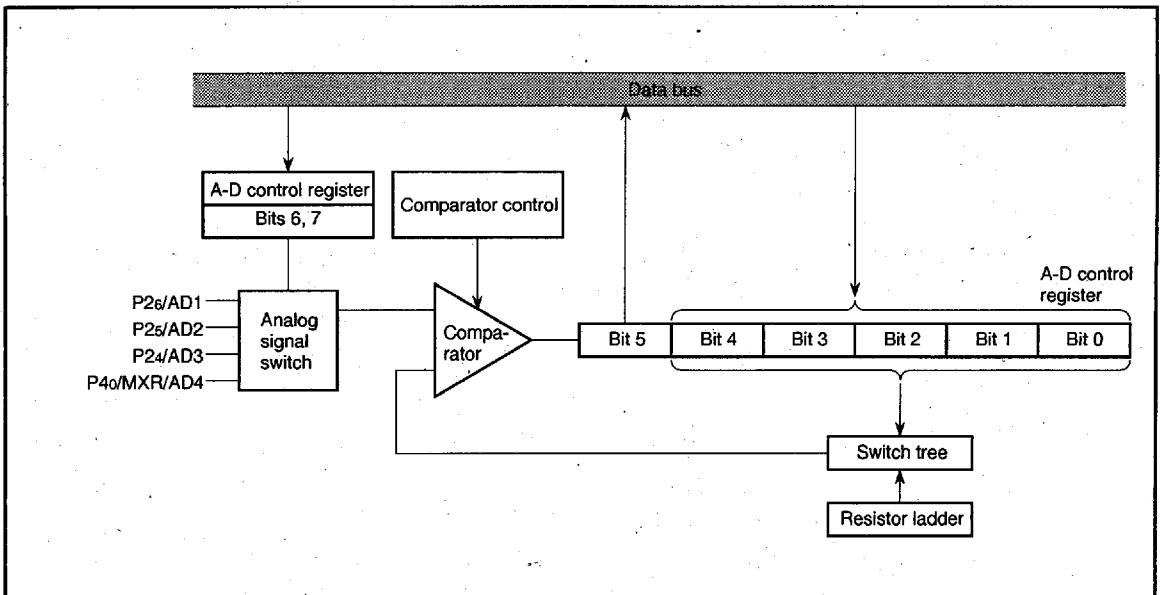 Data bus
A-D control register
Bits 6, 7
Comparator control
A-D control
register
P26/AD1
P25/AD2
P24/AD3
P40/MXR/AD4
Analog
signal
switch
Compa-
rator
Bit 5
Bit 4
Bit 3
Bit 2
Bit 1
Bit 0
Switch tree
Resistor ladder